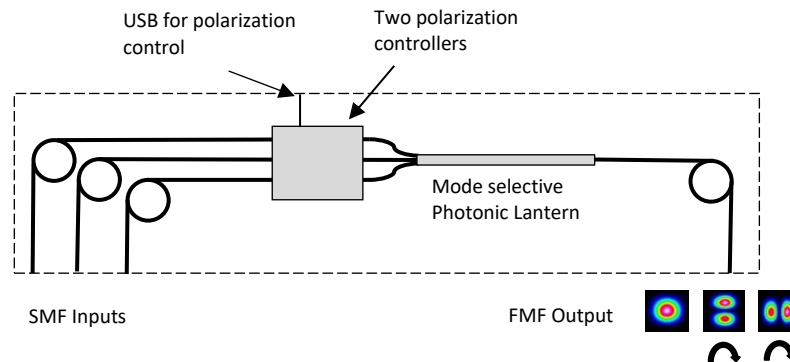 USB for polarization
control
Two polarization
controllers
Mode selective
Photonic Lantern
SMF Inputs
FMF Output